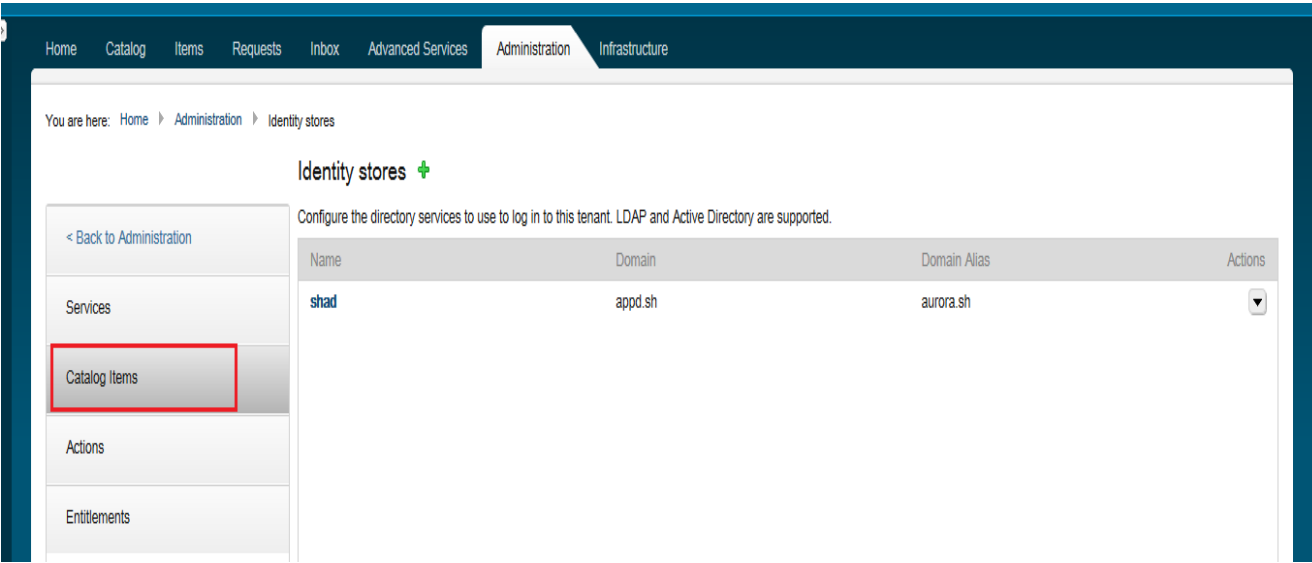 Home Catalog Items Requests Inbox Advanced Services Administration Infrastructure
You are here: Home Administration Identity stores
Identity stores
Configure the directory services to use to log in to this tenant. LDAP and Active Directory are supported.
< Back to Administration
Name Domain Domain Alias Actions
shad appd.sh aurora.sh
Services
Catalog Items
Actions
Entitlements